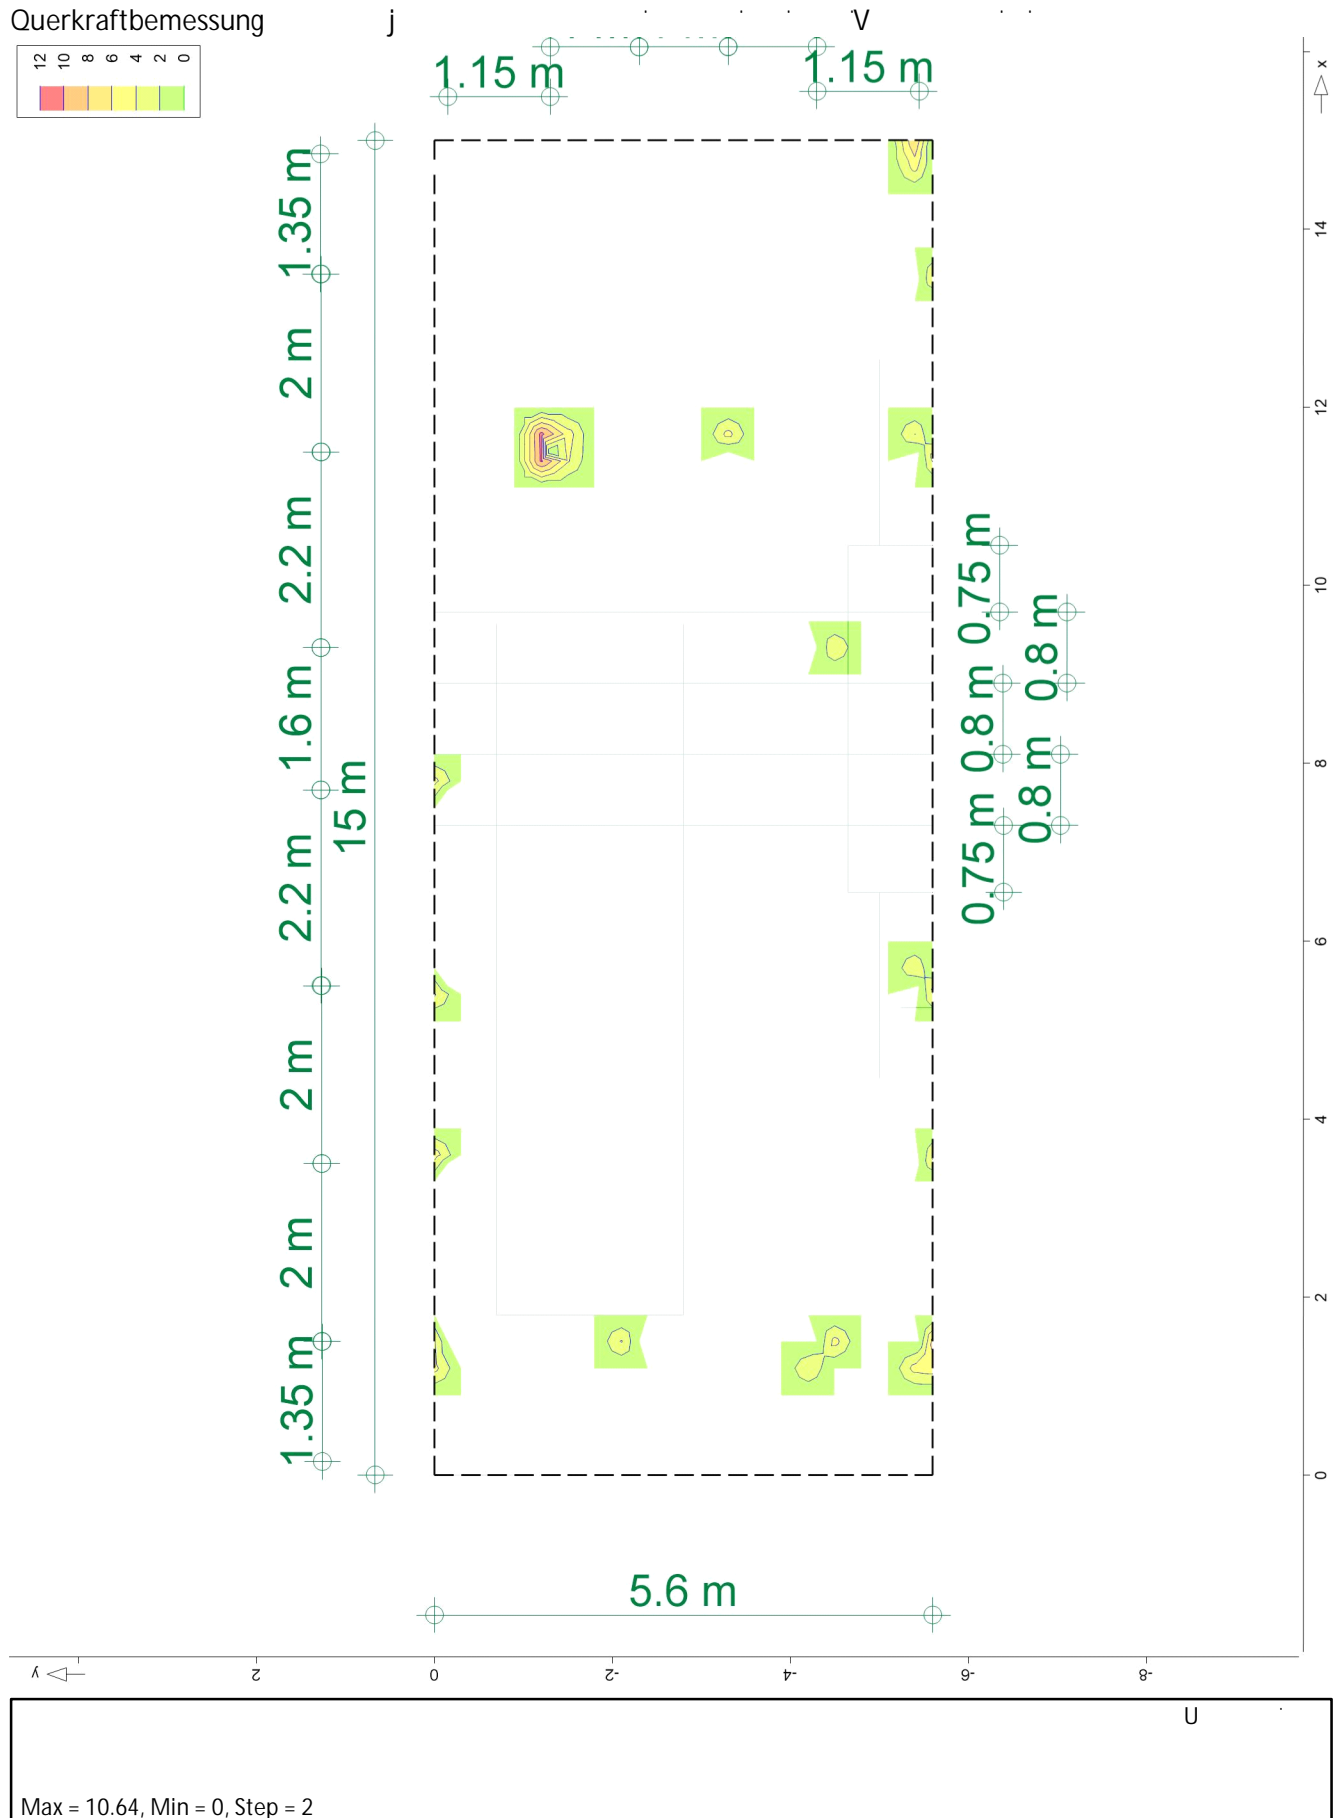 Querkraftbemessung
j
V
12 10 8 6 4 2 0
1.15 m
1.15 m
x
1.35 m
2 m
2.2 m
1.6 m
2.2 m
2 m
2 m
1.35 m
15 m
0.75 m
0.8 m
0.8 m
0.8 m
0.75 m
14
12
10
8
6
4
2
0
5.6 m
y
2 0 -2 -4 -6 -8
U
Max = 10.64, Min = 0, Step = 2